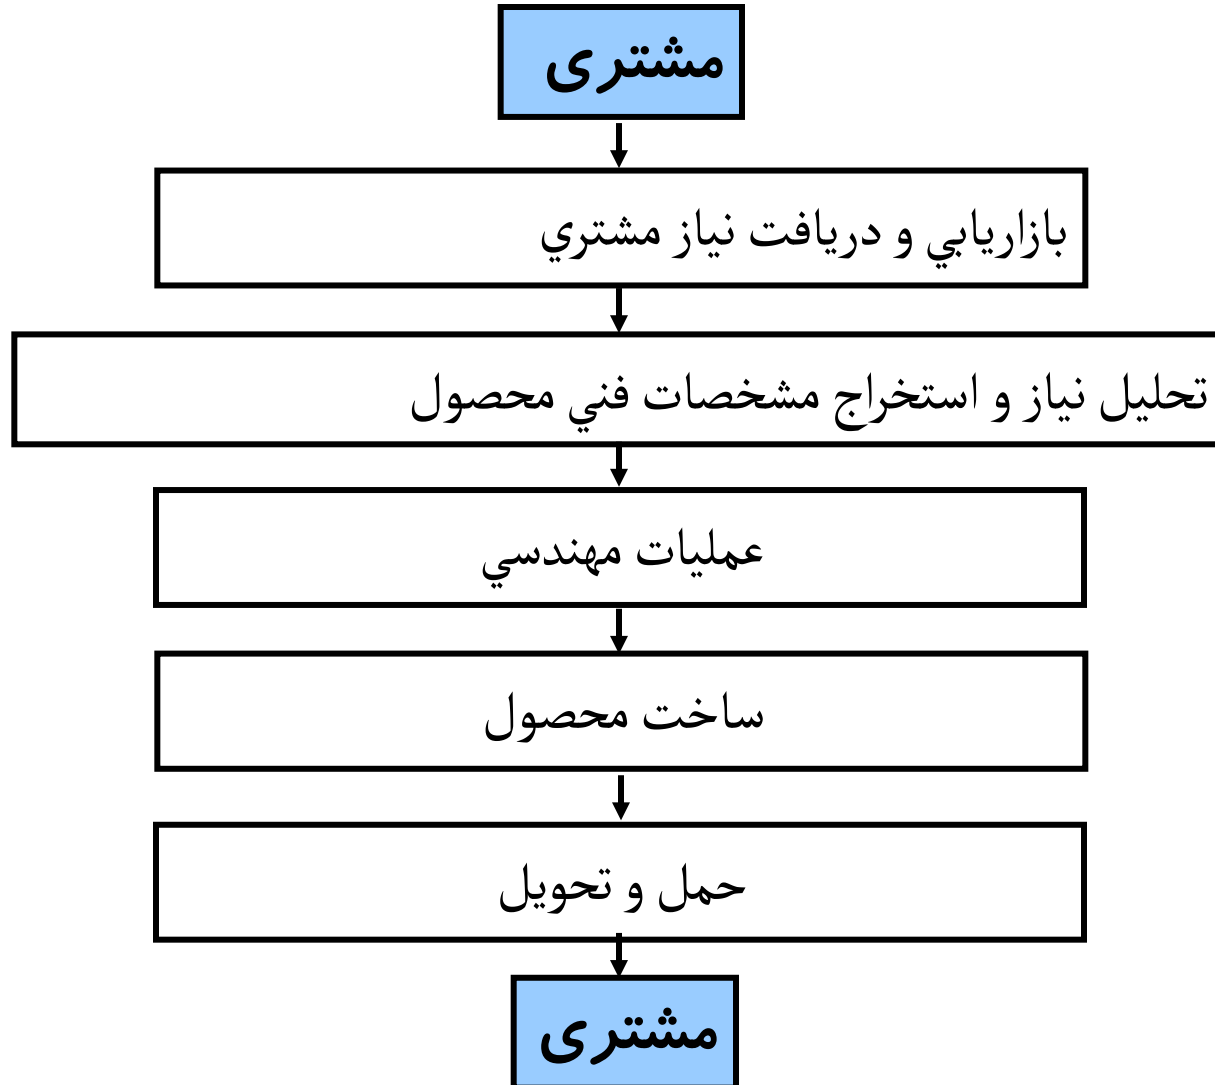 مشتری
بازاريابي و دريافت نياز مشتري
تحليل نياز و استخراج مشخصات فني محصول
عمليات مهندسي
ساخت محصول
حمل و تحويل
مشتری